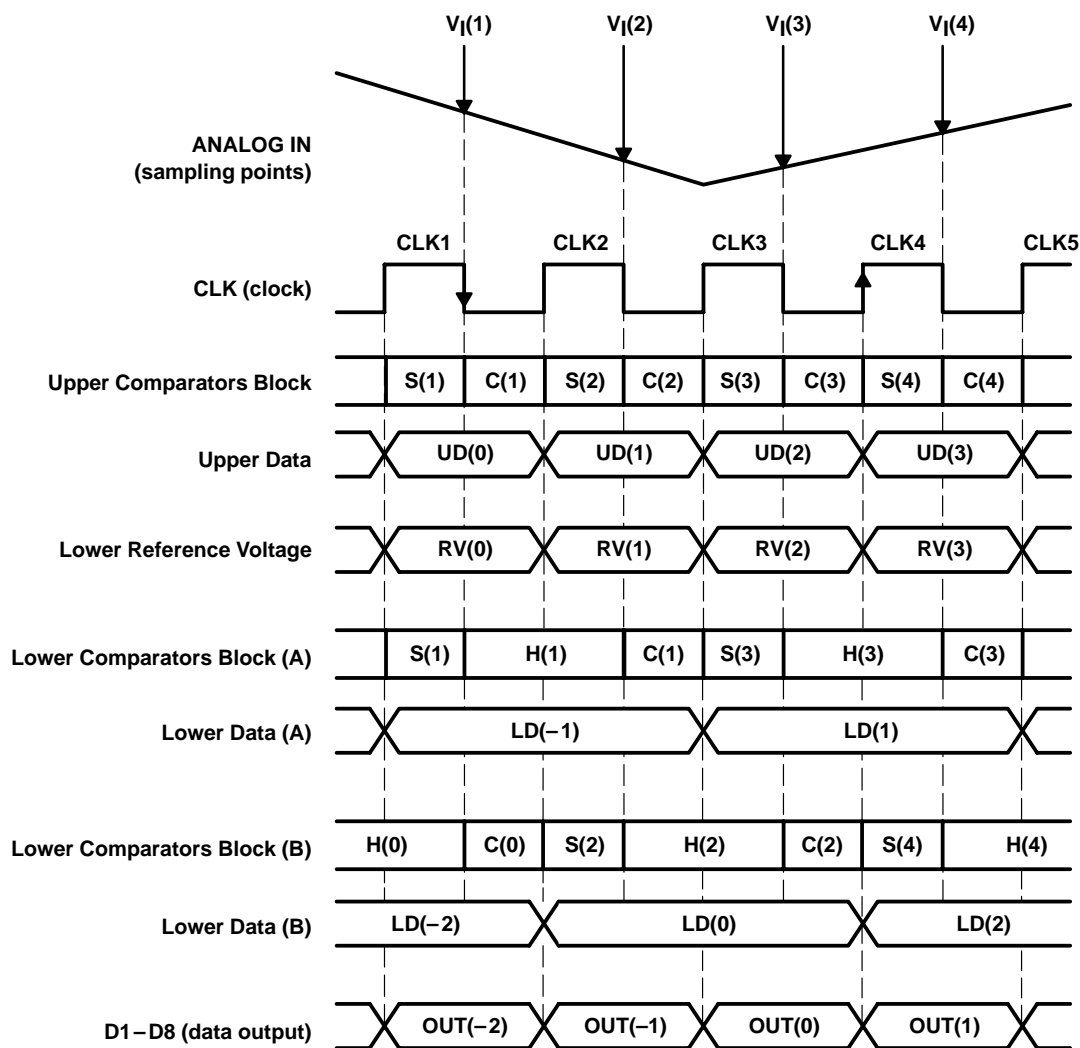 VI(1) VI(2) VI(3) VI(4)
ANALOG IN
(sampling points)
CLK1 CLK2 CLK3 CLK4 CLK5
CLK (clock)
Upper Comparators Block S(1) C(1) S(2) C(2) S(3) C(3) S(4) C(4)
Upper Data UD(0) UD(1) UD(2) UD(3)
Lower Reference Voltage RV(0) RV(1) RV(2) RV(3)
Lower Comparators Block (A) S(1) H(1) C(1) S(3) H(3) C(3)
Lower Data (A) LD(−1) LD(1)
Lower Comparators Block (B) H(0) C(0) S(2) H(2) C(2) S(4) H(4)
Lower Data (B) LD(−2) LD(0) LD(2)
D1−D8 (data output) OUT(−2) OUT(−1) OUT(0) OUT(1)